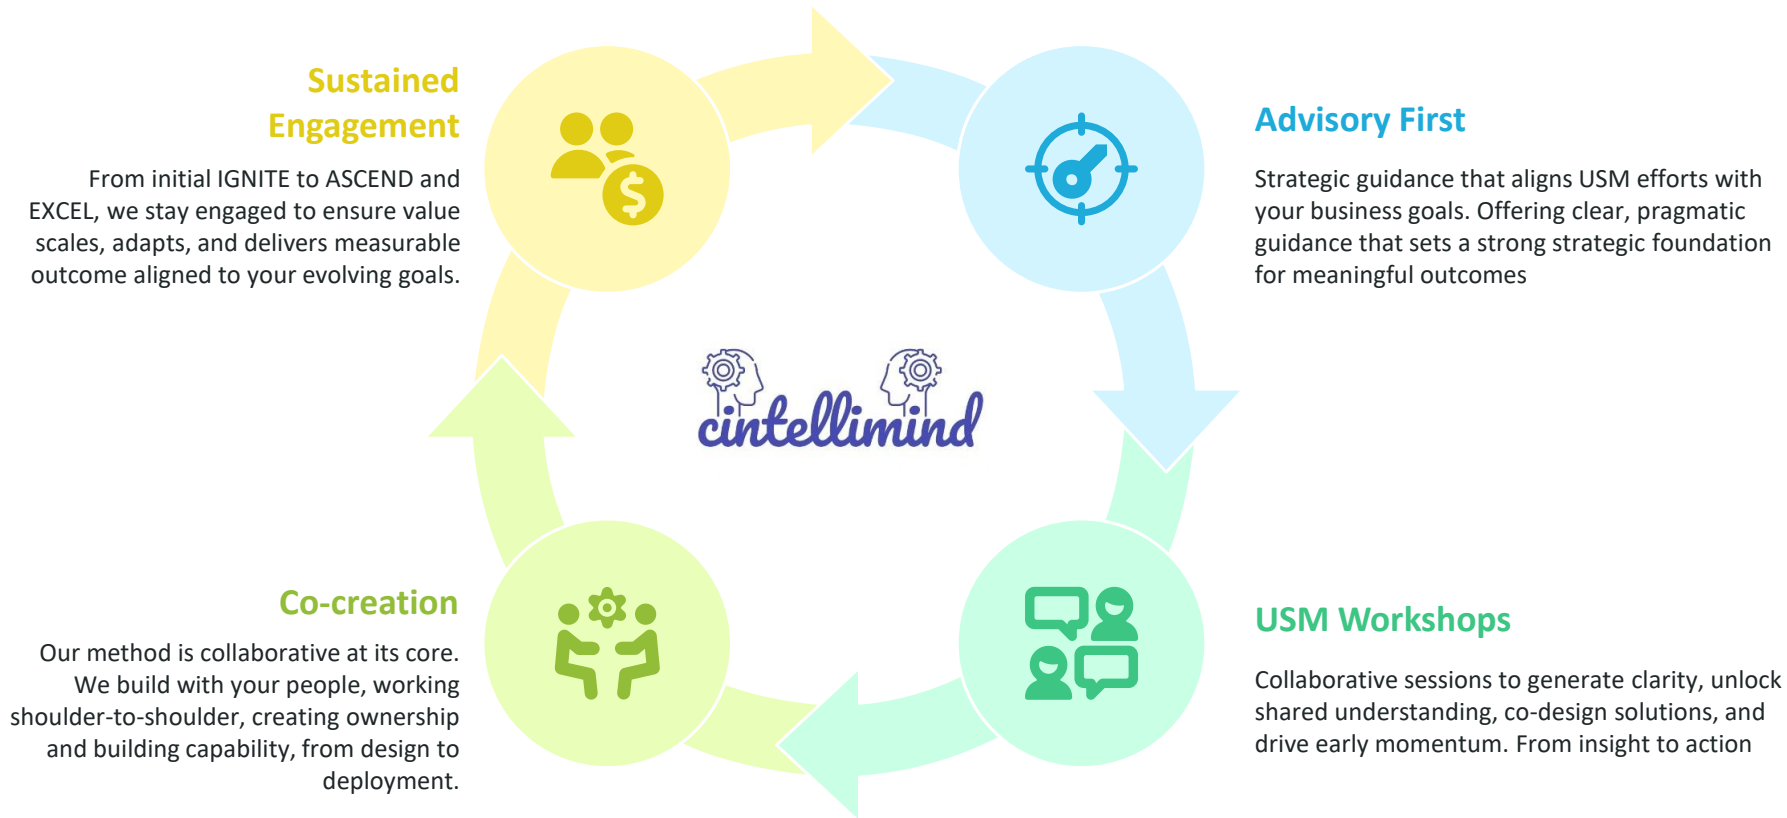 Sustained
Engagement
From initial IGNITE to ASCEND and
EXCEL, we stay engaged to ensure value
scales, adapts, and delivers measurable
outcome aligned to your evolving goals.
Advisory First
Strategic guidance that aligns USM efforts with
your business goals. Offering clear, pragmatic
guidance that sets a strong strategic foundation
for meaningful outcomes
cintellimind
Co-creation
Our method is collaborative at its core.
We build with your people, working
shoulder-to-shoulder, creating ownership
and building capability, from design to
deployment.
USM Workshops
Collaborative sessions to generate clarity, unlock
shared understanding, co-design solutions, and
drive early momentum. From insight to action
$